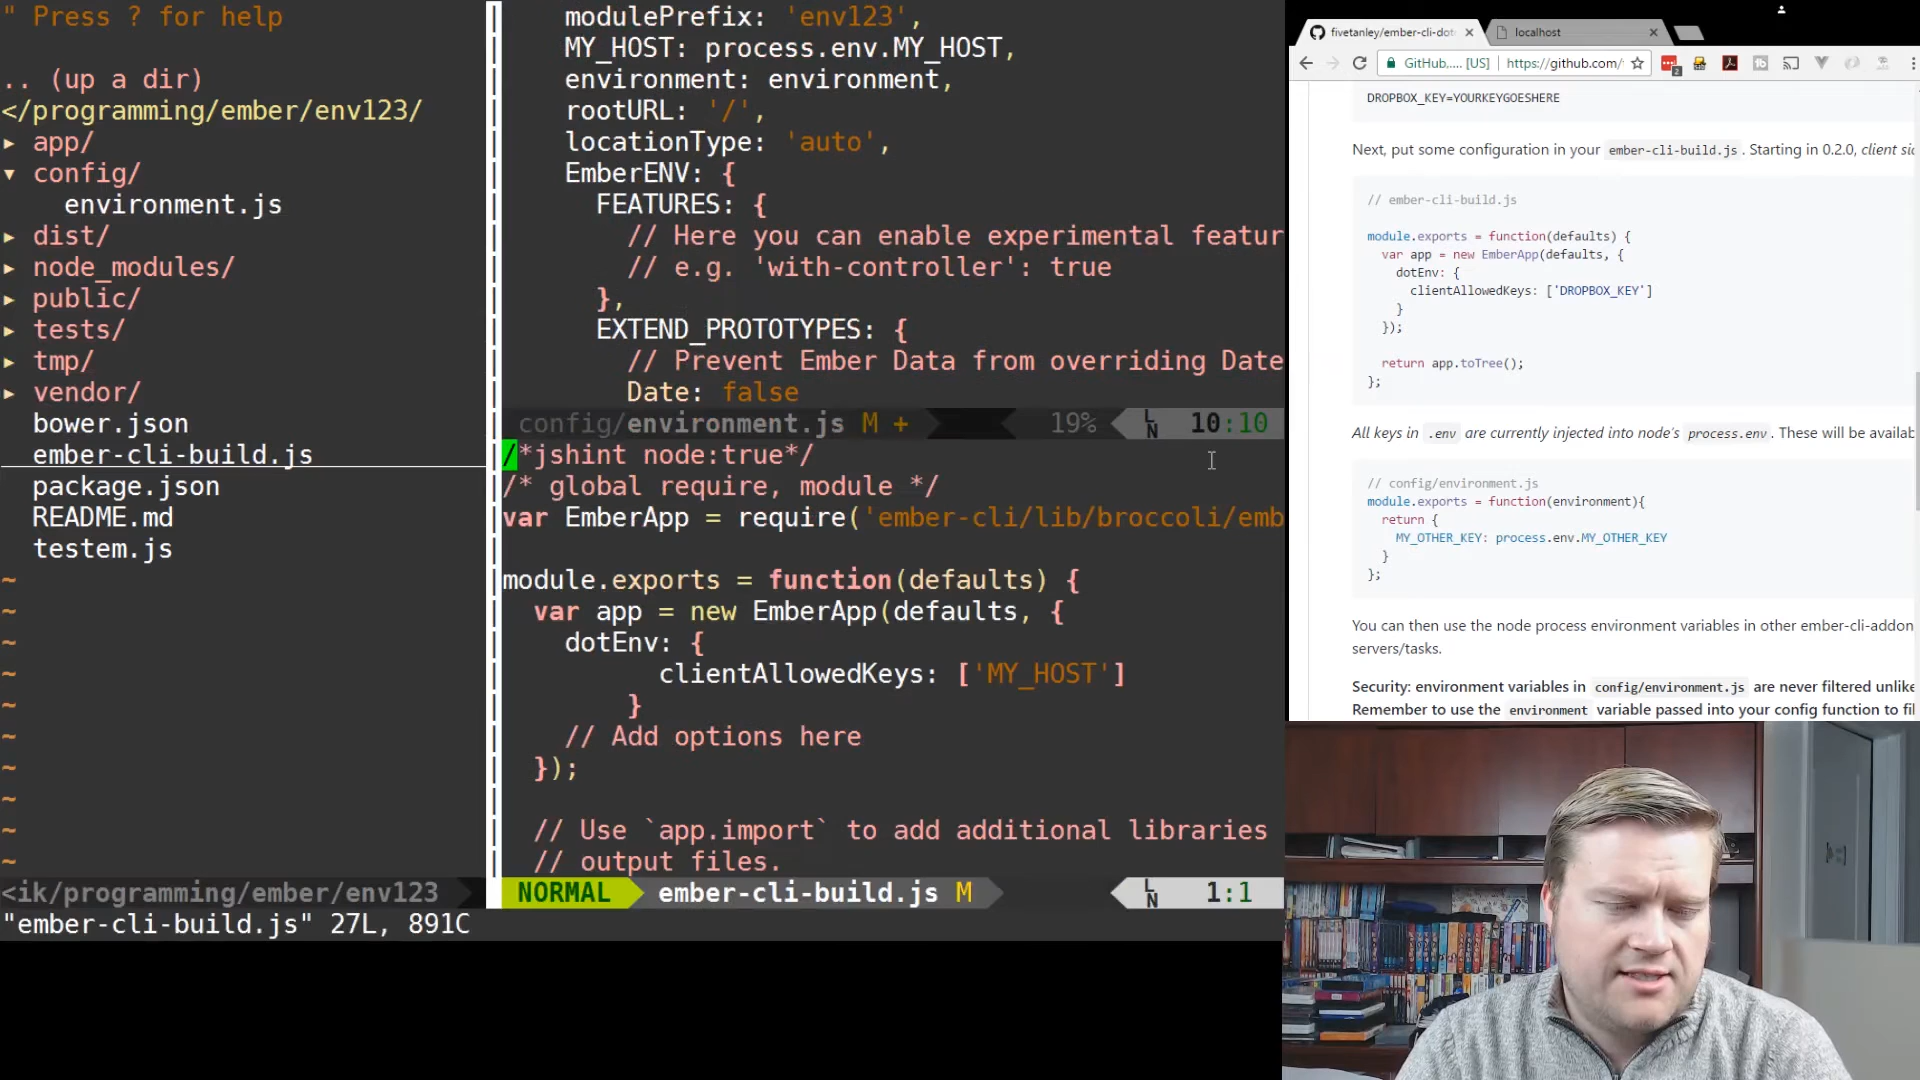 " Press ? for help
.. (up a dir)
</programming/ember/env123/
▸ app/
▾ config/
environment.js
▸ dist/
▸ node_modules/
▸ public/
▸ tests/
▸ tmp/
▸ vendor/
bower.json
ember-cli-build.js
package.json
README.md
testem.js
~
~
~
~
~
~
~
~
~
~
<ik/programming/ember/env123
"ember-cli-build.js" 27L, 891C
modulePrefix: 'env123',
MY_HOST: process.env.MY_HOST,
environment: environment,
rootURL: '/',
locationType: 'auto',
EmberENV: {
FEATURES: {
// Here you can enable experimental featur
// e.g. 'with-controller': true
},
EXTEND_PROTOTYPES: {
// Prevent Ember Data from overriding Date
Date: false
config/environment.js M + 19% LN 10:10
/*jshint node:true*/
/* global require, module */
var EmberApp = require('ember-cli/lib/broccoli/emb
module.exports = function(defaults) {
var app = new EmberApp(defaults, {
dotEnv: {
clientAllowedKeys: ['MY_HOST']
}
// Add options here
});
// Use `app.import` to add additional libraries
// output files.
NORMAL ember-cli-build.js M LN 1:1
fivetanley/ember-cli-dot
localhost
GitHub,.... [US] https://github.com/
2
DROPBOX_KEY=YOURKEYGOESHERE
Next, put some configuration in your ember-cli-build.js. Starting in 0.2.0, client sid
// ember-cli-build.js
module.exports = function(defaults) {
var app = new EmberApp(defaults, {
dotEnv: {
clientAllowedKeys: ['DROPBOX_KEY']
}
});
return app.toTree();
};
All keys in .env are currently injected into node's process.env. These will be availab
// config/environment.js
module.exports = function(environment){
return {
MY_OTHER_KEY: process.env.MY_OTHER_KEY
}
};
You can then use the node process environment variables in other ember-cli-addon
servers/tasks.
Security: environment variables in config/environment.js are never filtered unlike
Remember to use the environment variable passed into your config function to fil